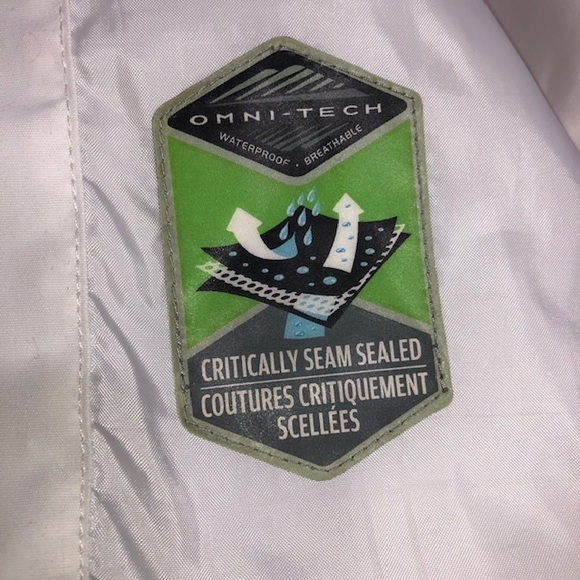 OMNI-TECH
WATERPROOF · BREATHABLE
CRITICALLY SEAM SEALED
COUTURES CRITIQUEMENT
SCELLÉES